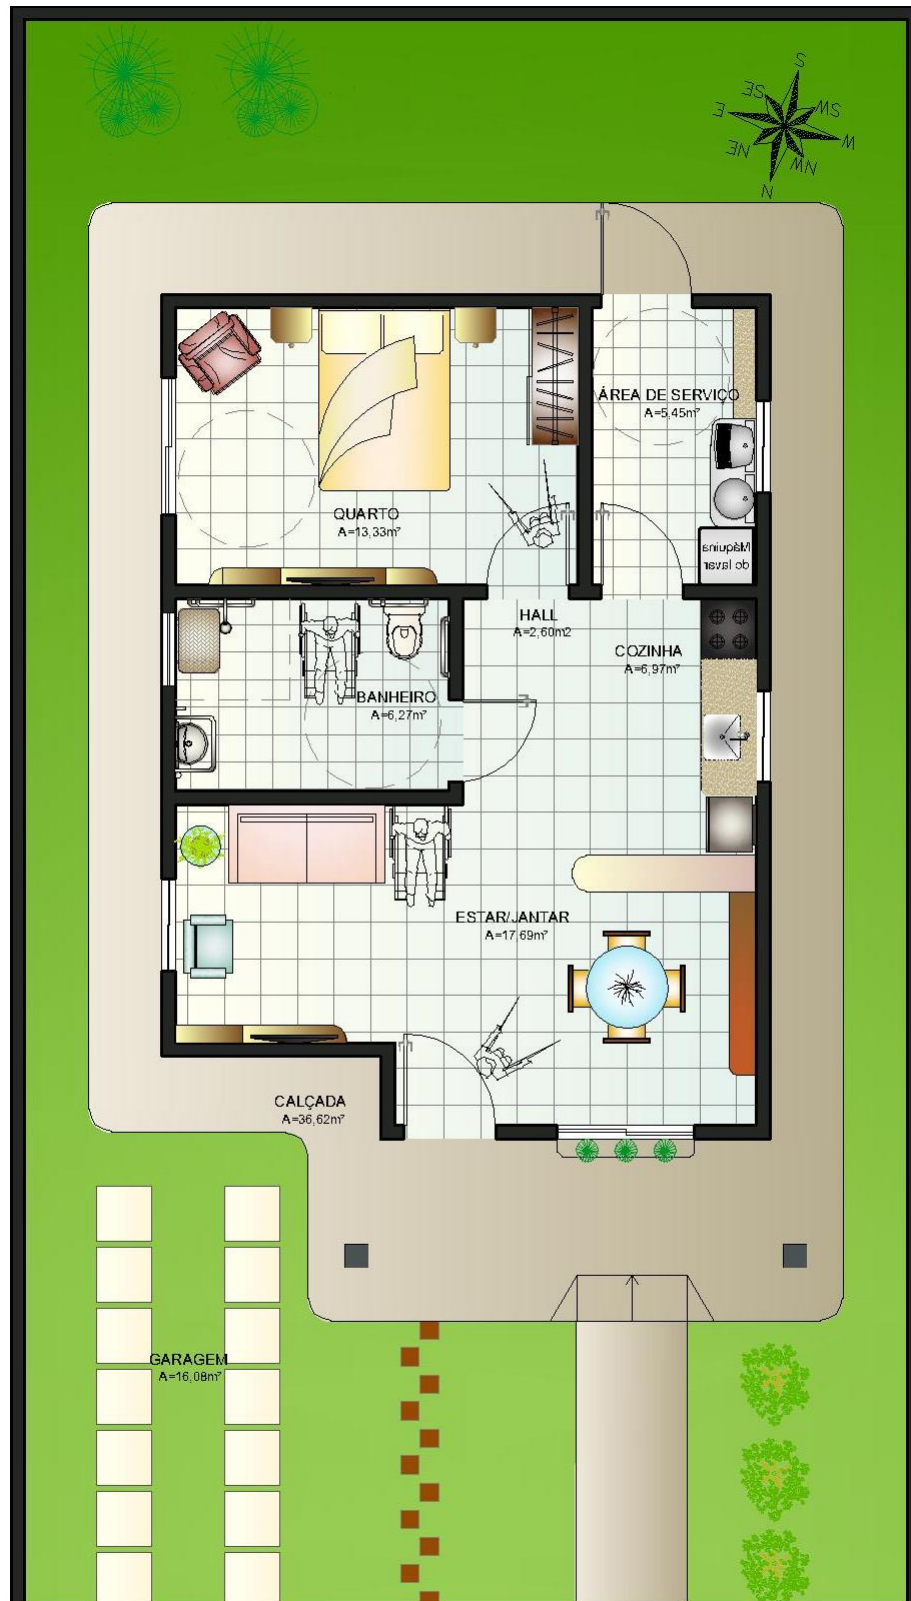 S
SE
SW
E
W
NE
NW
N
ÁREA DE SERVIÇO
A=5,45m²
QUARTO
A=13,33m²
Máquina
do lavar
HALL
A=2,60m2
COZINHA
A=6,97m²
BANHEIRO
A=6,27m²
ESTAR/JANTAR
A=17,69m²
CALÇADA
A=36,62m²
GARAGEM
A=16,08m²